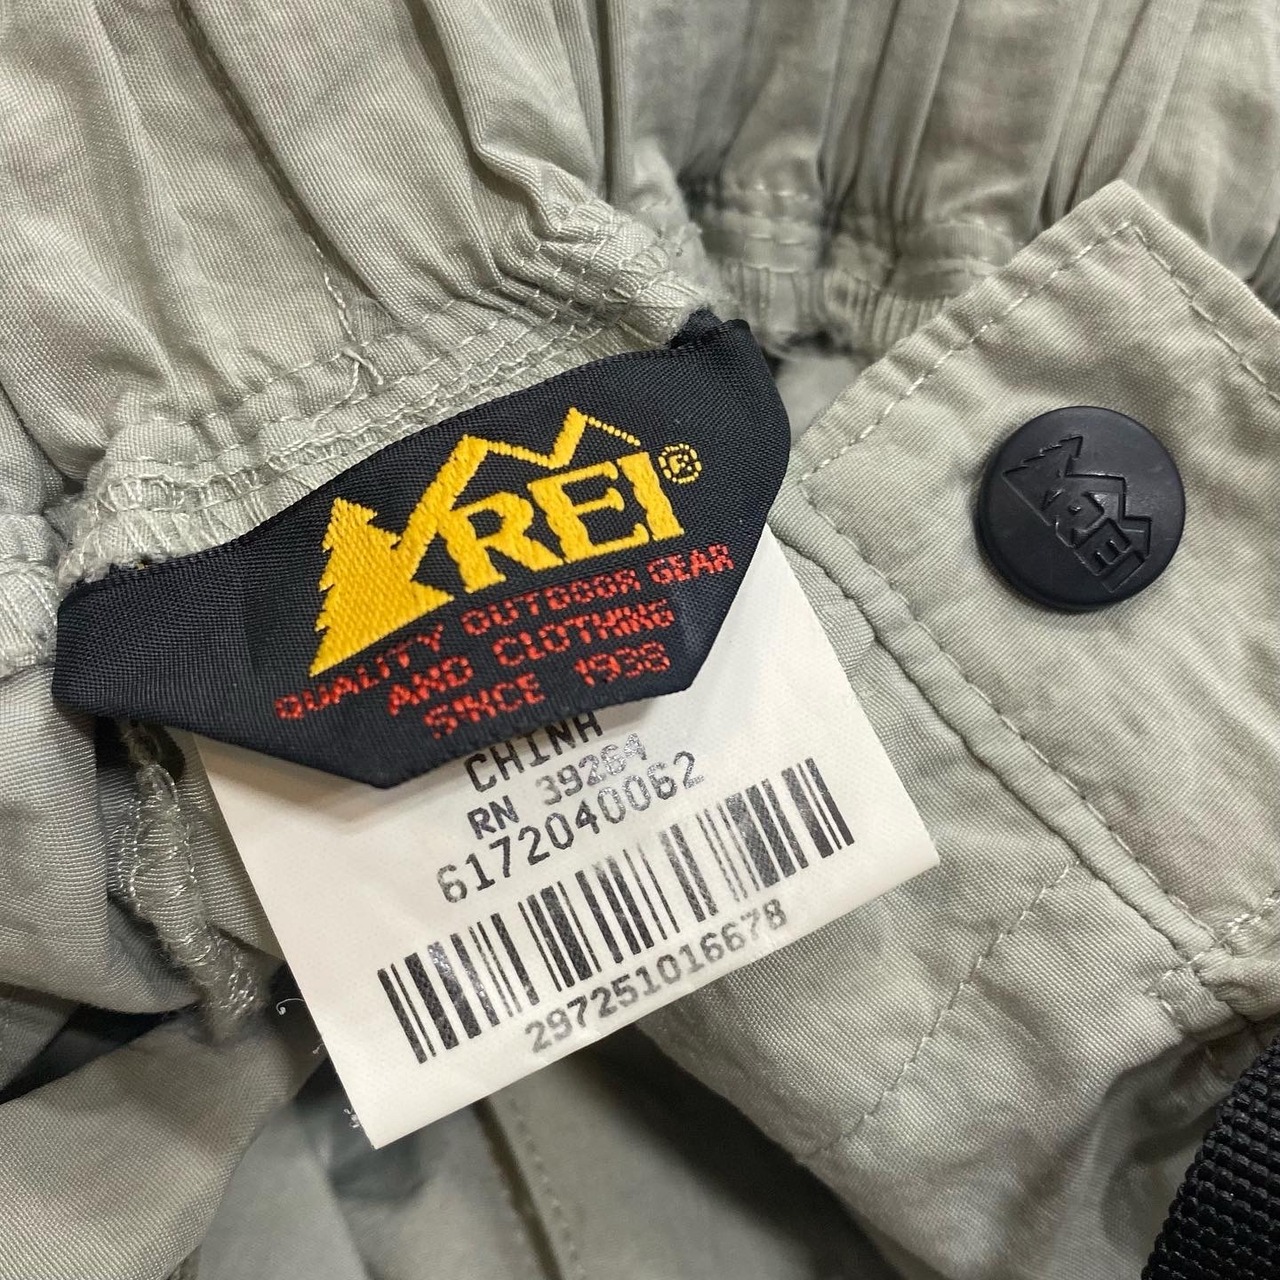 REI®
QUALITY OUTDOOR GEAR
AND CLOTHING
SINCE 1938
CHINA
RN 39264
6172040062
297251016678
REI